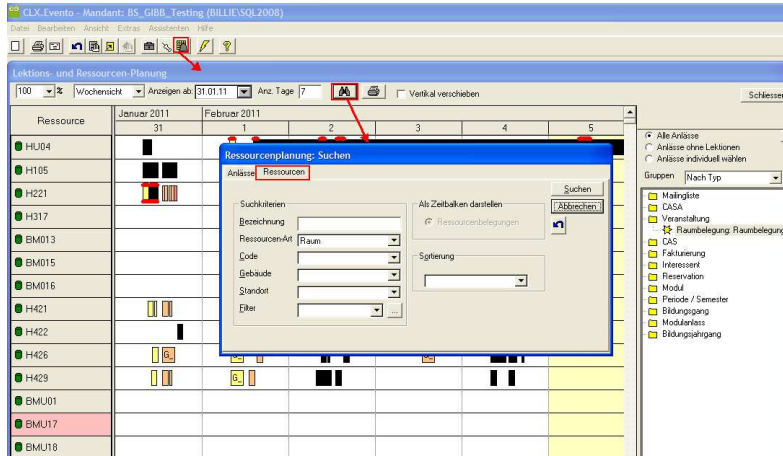 CLX.Evento - Mandant: BS_GIBB_Testing (BILLIE\SQL2008)
Datei Bearbeiten Ansicht Extras Assistenten Hilfe
Lektions- und Ressourcen-Planung
100 % Wochensicht Anzeigen ab: 31.01.11 Anz. Tage 7 Vertikal verschieben Schliessen
Ressource Januar 2011 Februar 2011
31 1 2 3 4 5
HU04
H105
H221
H317
BM013
BM015
BM016
H421
H422
H426 G_
H429 G_
BMU01
BMU17
BMU18
Ressourcenplanung: Suchen
Anlässe Ressourcen
Suchkriterien
Bezeichnung
Ressourcen-Art Raum
Code
Gebäude
Standort
Filter ...
Als Zeitbalken darstellen
Ressourcenbelegungen
Sortierung
Suchen
Abbrechen
Alle Anlässe
Anlässe ohne Lektionen
Anlässe individuell wählen
Gruppen Nach Typ
Mailingliste
CASA
Veranstaltung
Raumbelegung: Raumbelegung
CAS
Fakturierung
Interessent
Reservation
Modul
Periode / Semester
Bildungsgang
Modulanlass
Bildungsjahrgang